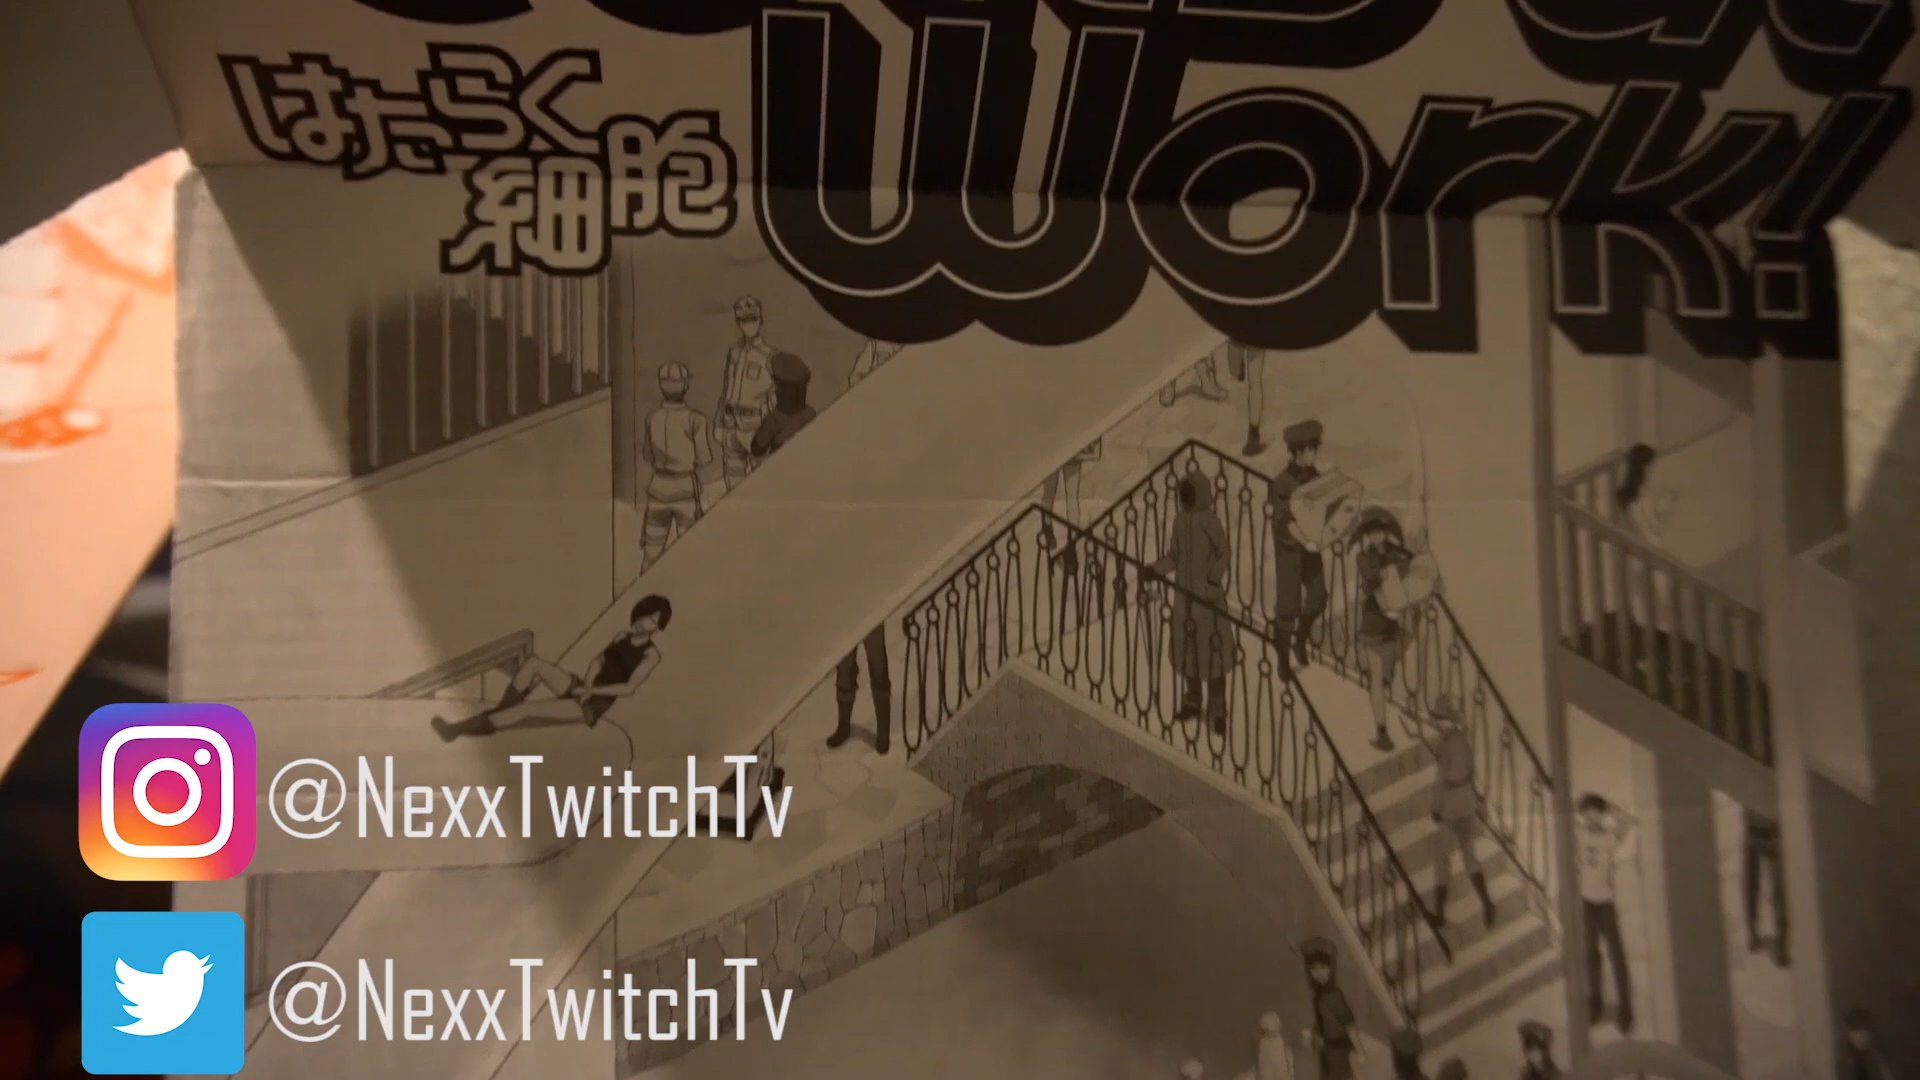 はたらく
細胞
Work!
@NexxTwitchTv
@NexxTwitchTv